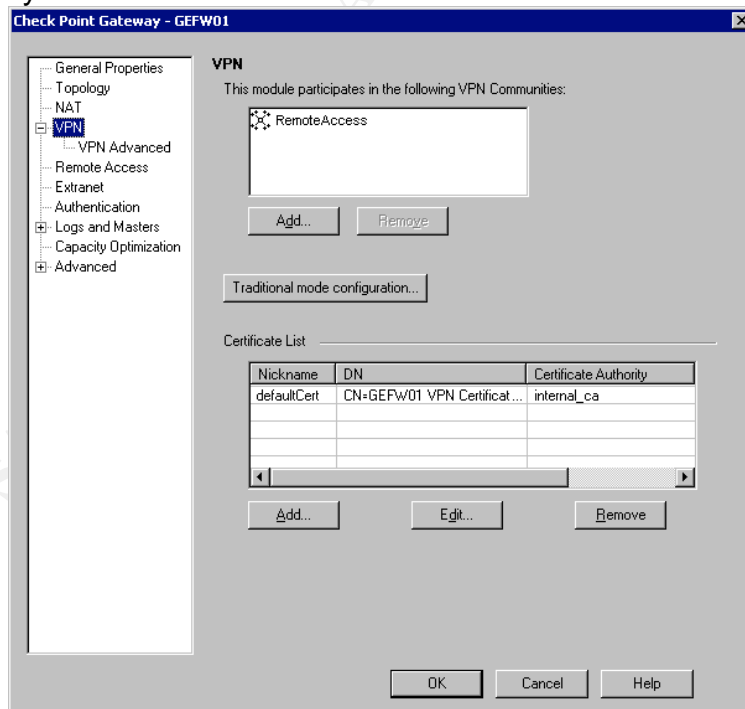 Check Point Gateway - GEFW01
General Properties
Topology
NAT
VPN
VPN Advanced
Remote Access
Extranet
Authentication
Logs and Masters
Capacity Optimization
Advanced
VPN
This module participates in the following VPN Communities:
RemoteAccess
Add... Remove
Traditional mode configuration...
Certificate List
Nickname DN Certificate Authority
defaultCert CN=GEFW01 VPN Certificat... internal_ca
Add... Edit... Remove
OK Cancel Help